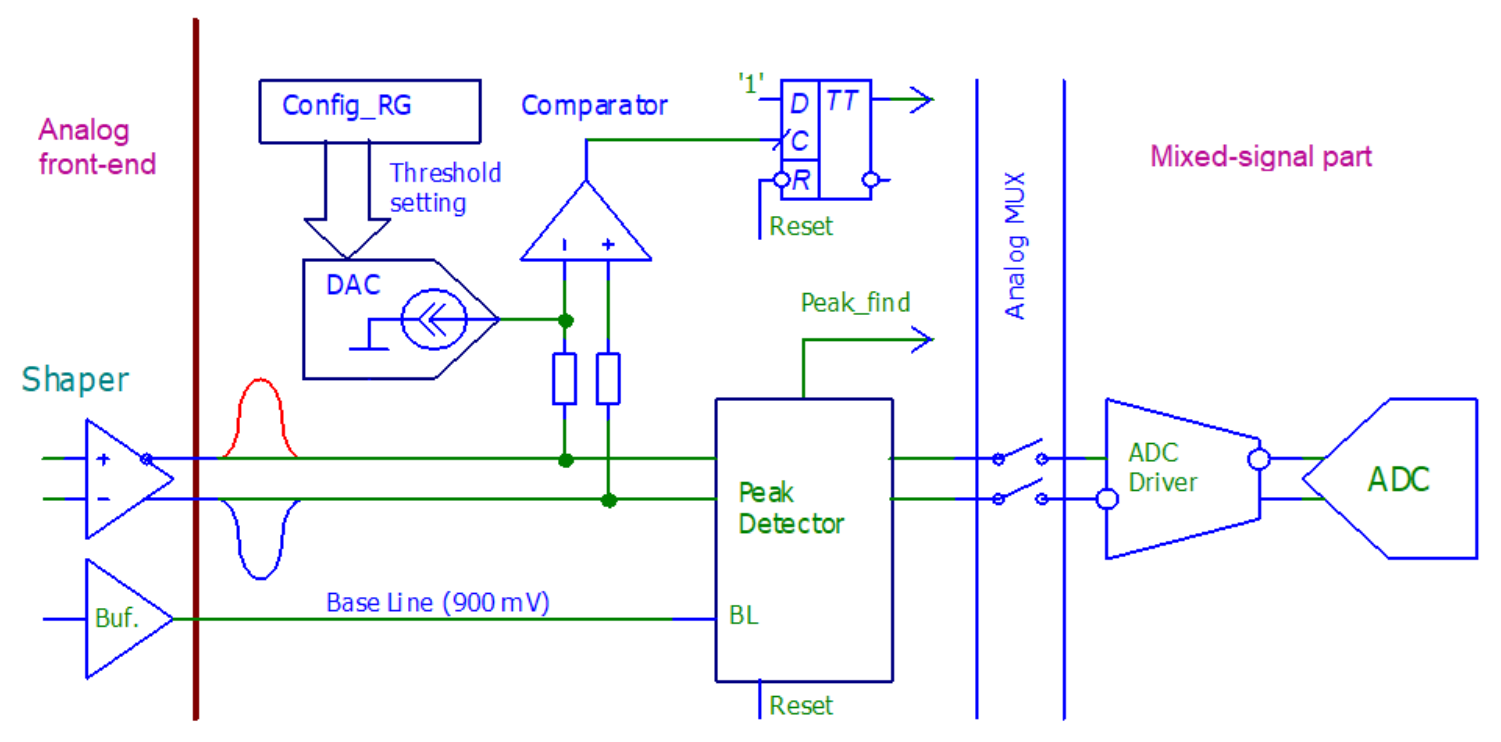 Analog
front-end
Config_RG
Threshold
setting
DAC
Comparator
- +
'1'
D TT
C
R
Reset
Peak_find
Analog MUX
Mixed-signal part
Shaper
+
-
Buf.
Base Line (900 mV)
Peak
Detector
BL
Reset
ADC
Driver
ADC